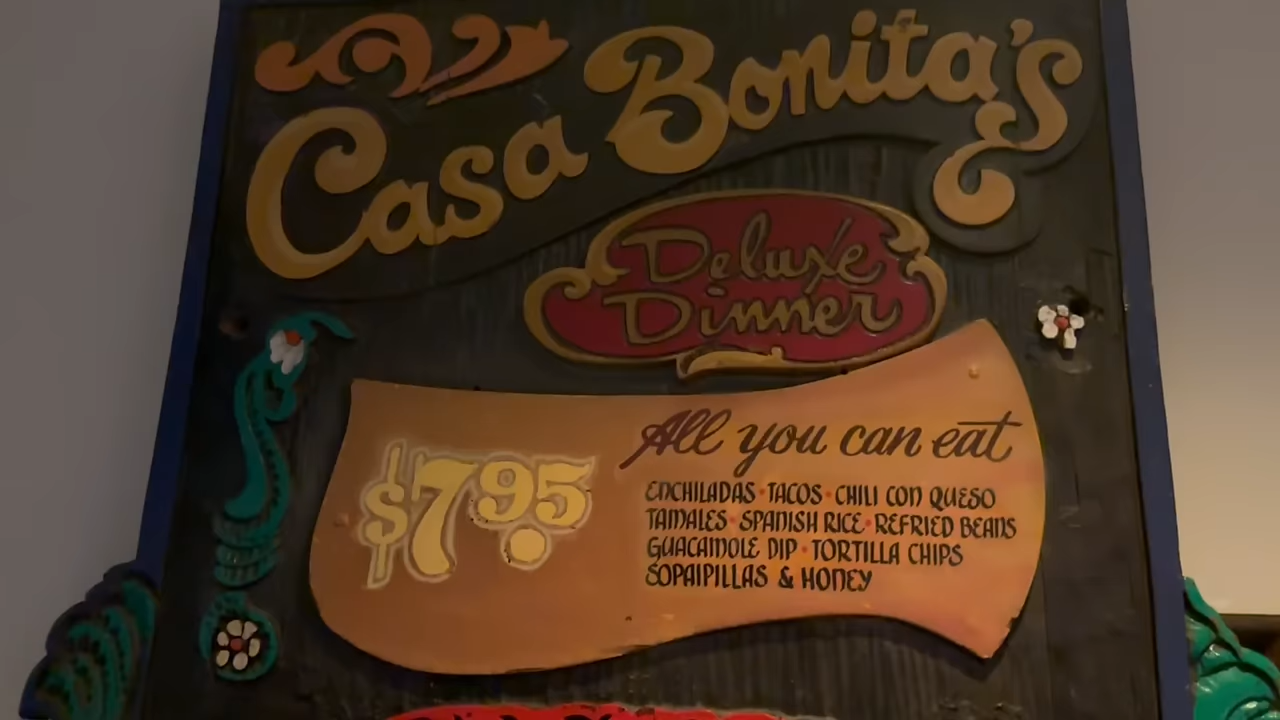 Casa Bonita's
Deluxe
Dinner
$7.95
All you can eat
ENCHILADAS · TACOS · CHILI CON QUESO
TAMALES · SPANISH RICE · REFRIED BEANS
GUACAMOLE DIP · TORTILLA CHIPS
SOPAIPILLAS & HONEY